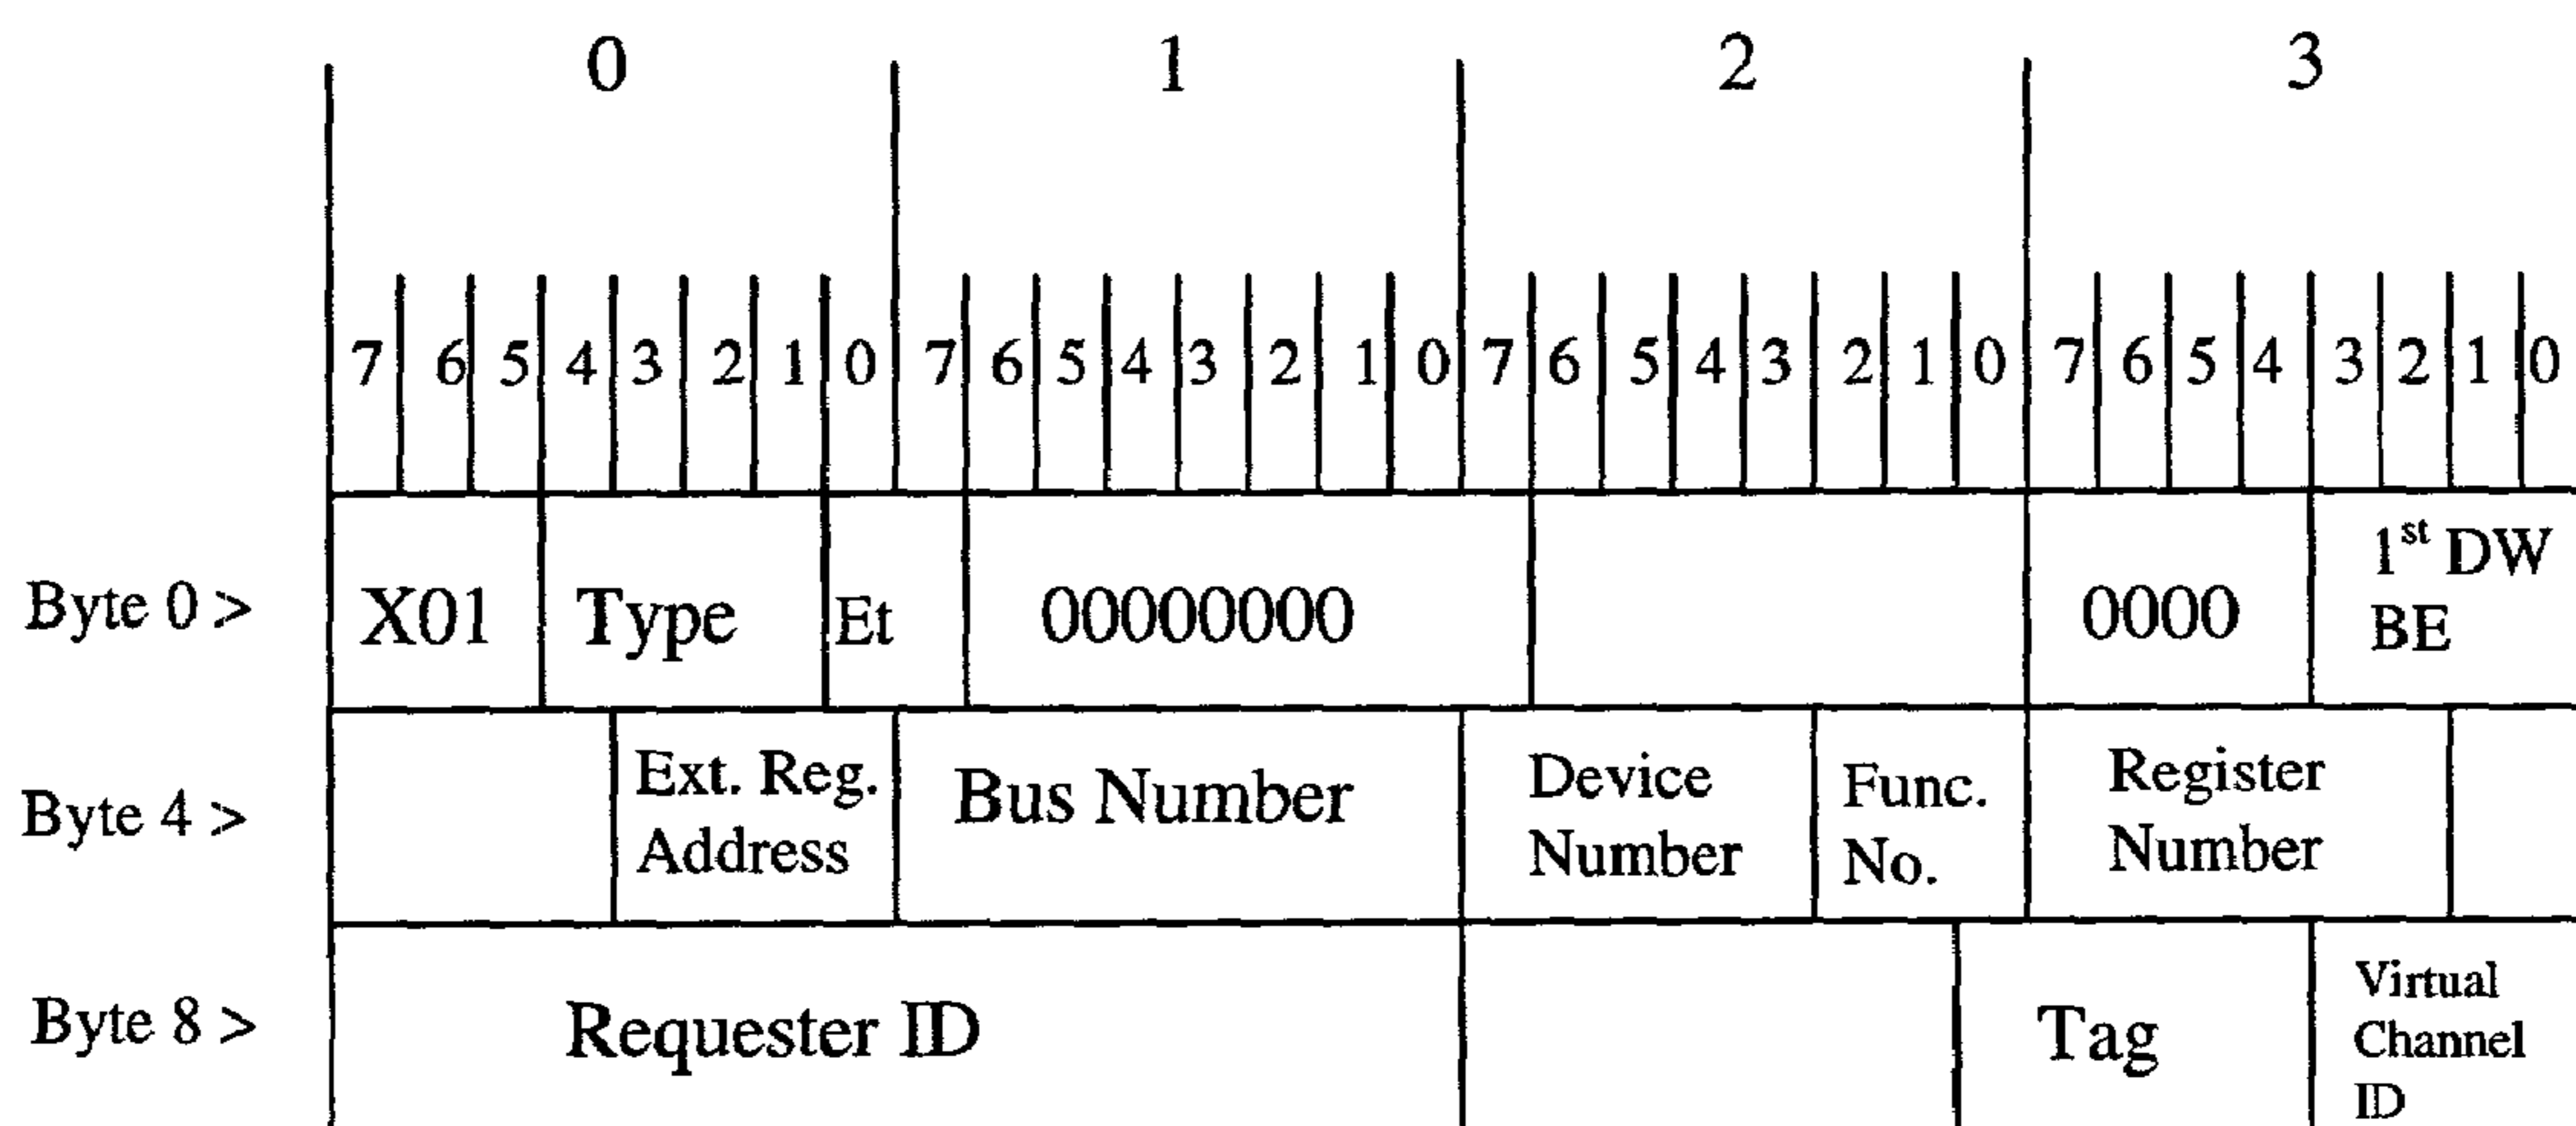 0 1 2 3
7 6 5 4 3 2 1 0 7 6 5 4 3 2 1 0 7 6 5 4 3 2 1 0 7 6 5 4 3 2 1 0
Byte 0 > X01 Type Et 00000000 0000 1st DW
BE
Byte 4 > Ext. Reg.
Address
Bus Number
Device
Number
Func.
No.
Register
Number
Byte 8 > Requester ID Tag
Virtual
Channel
ID